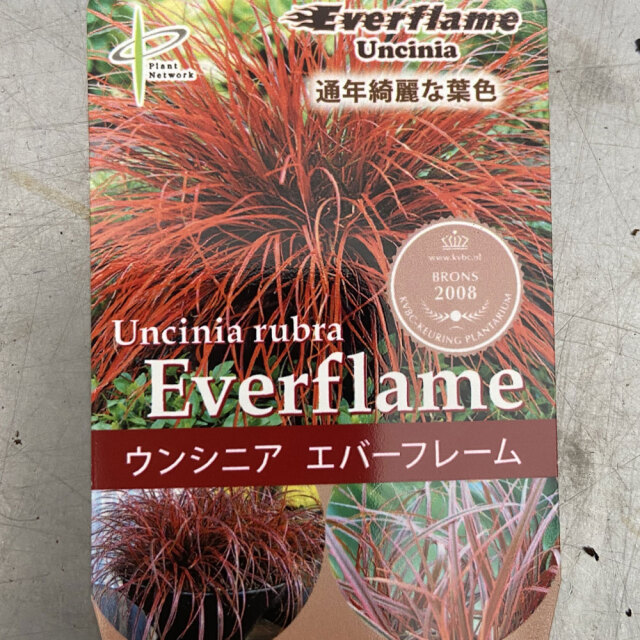 Plant
Network
Everflame
Uncinia
通年綺麗な葉色
www.kvbc.nl
BRONS
2008
KVBC-KEURING PLANTARIUM
Uncinia rubra
Everflame
ウンシニア エバーフレーム